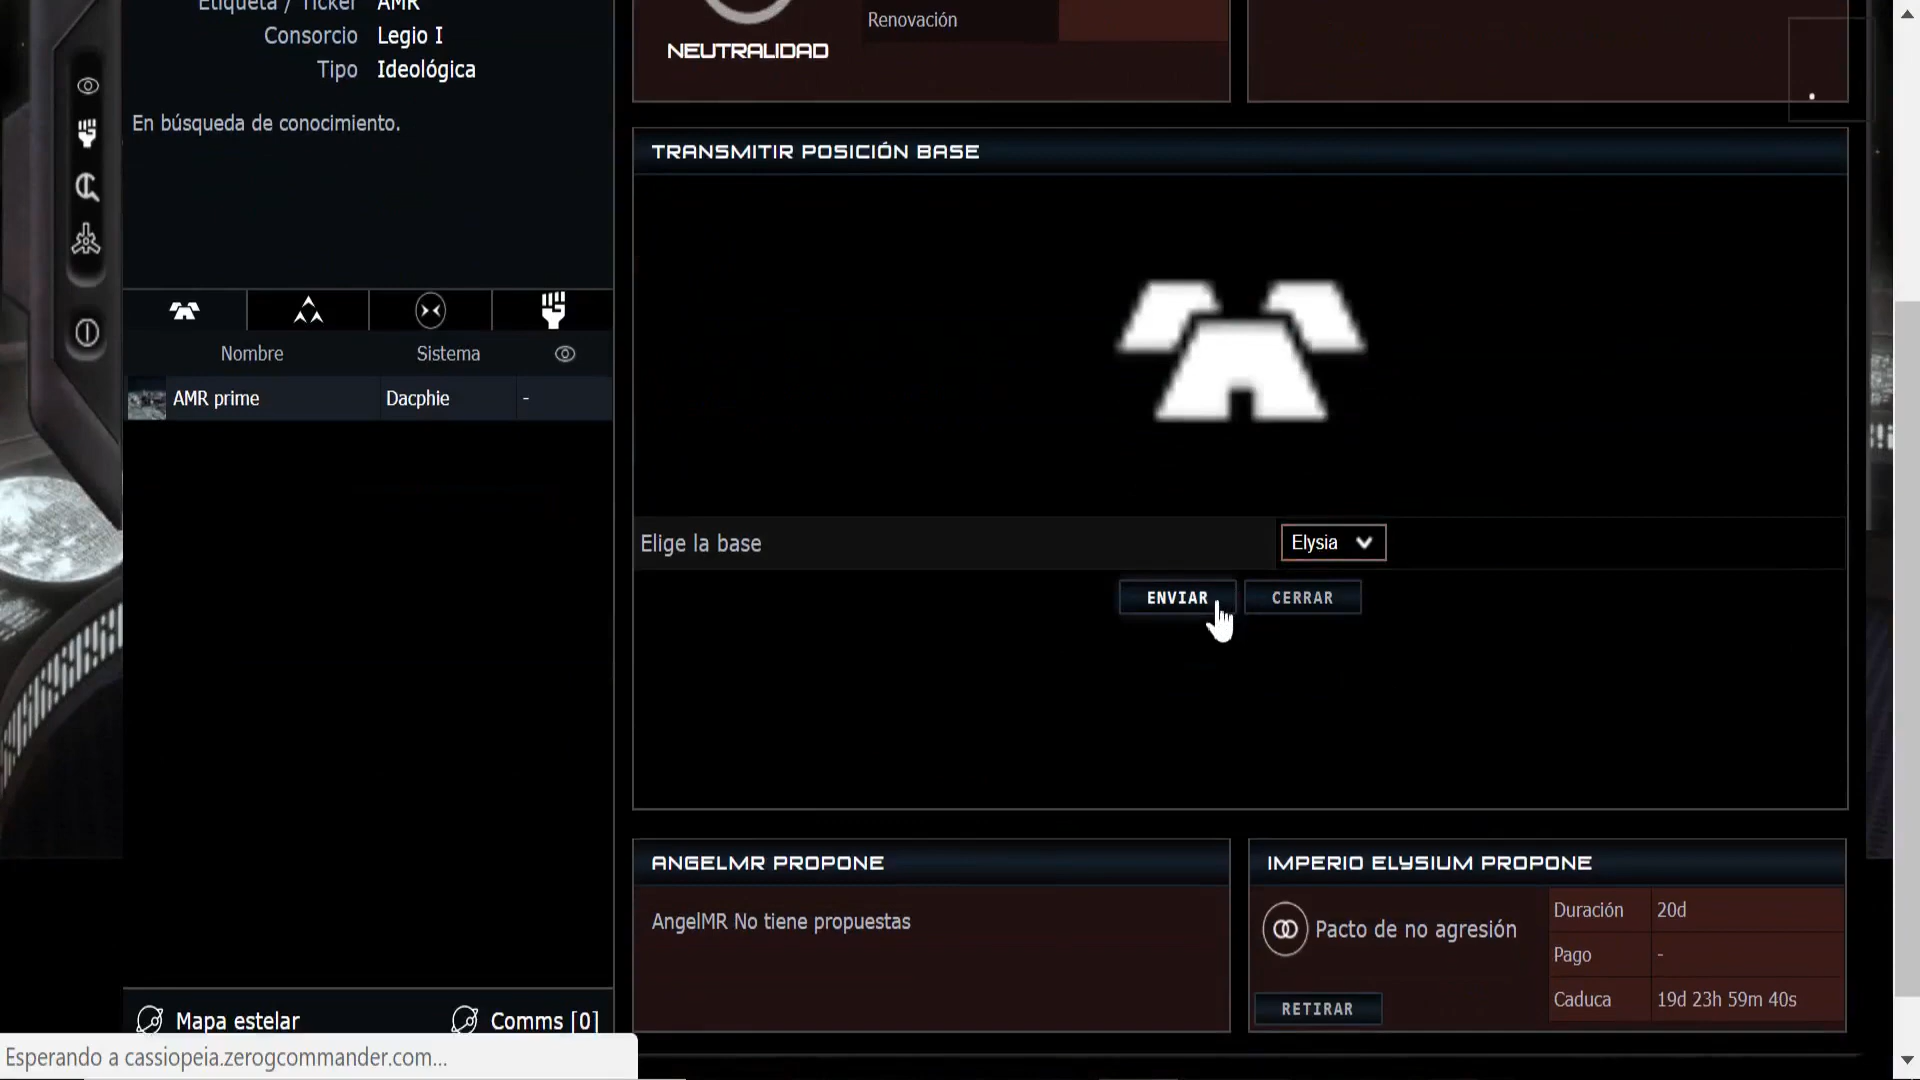 Etiqueta / Ticker AMR
Consorcio Legio I
Tipo Ideológica
En búsqueda de conocimiento.
Nombre Sistema
AMR prime Dacphie -
Mapa estelar Comms [0]
Esperando a cassiopeia.zerogcommander.com...
NEUTRALIDAD
Renovación
TRANSMITIR POSICIÓN BASE
Elige la base Elysia
ENVIAR CERRAR
ANGELMR PROPONE
AngelMR No tiene propuestas
IMPERIO ELYSIUM PROPONE
Pacto de no agresión
Duración 20d
Pago -
Caduca 19d 23h 59m 40s
RETIRAR